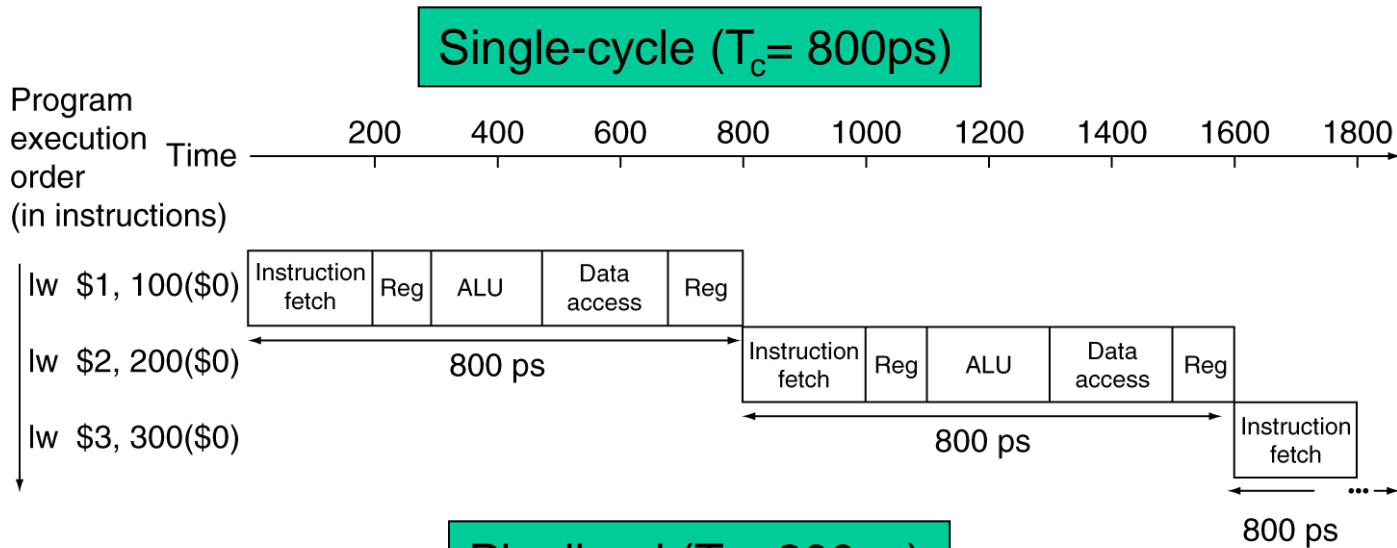 Single-cycle (Tc= 800ps)
Program
execution
order
(in instructions)
Time
200 400 600 800 1000 1200 1400 1600 1800
lw $1, 100($0)
Instruction
fetch
Reg
ALU
Data
access
Reg
800 ps
lw $2, 200($0)
Instruction
fetch
Reg
ALU
Data
access
Reg
800 ps
lw $3, 300($0)
Instruction
fetch
...
800 ps